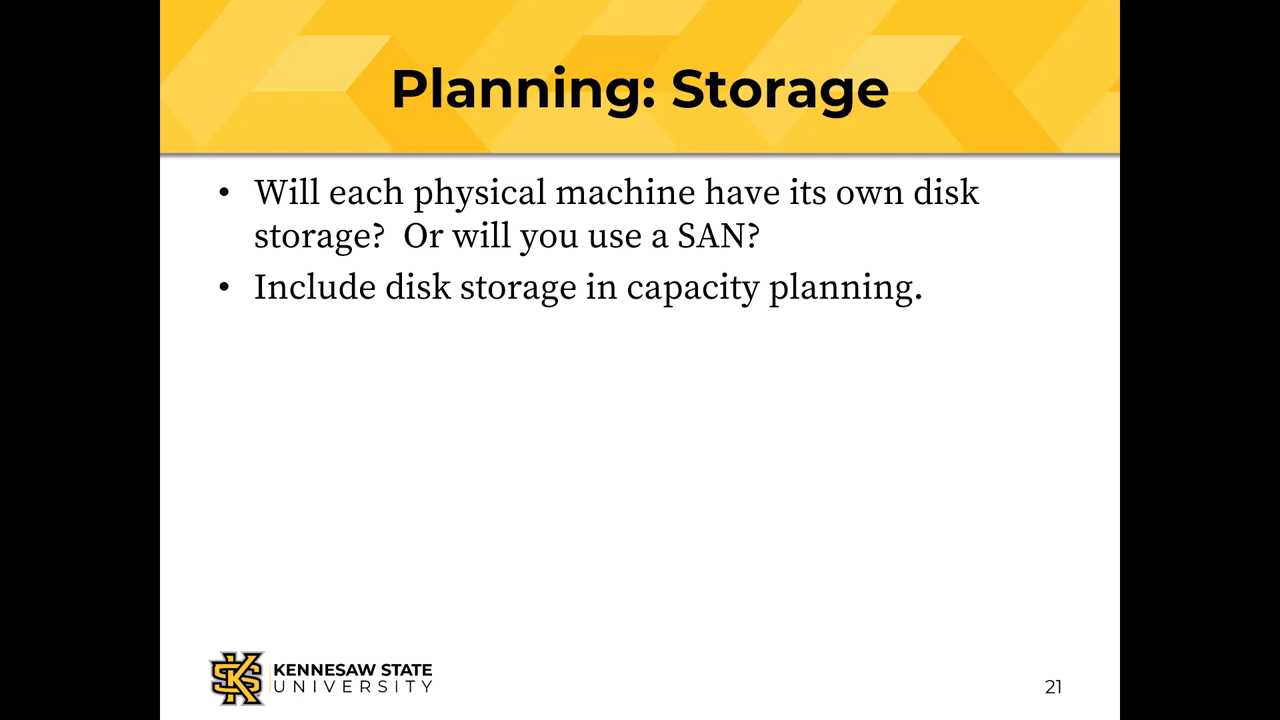 Planning: Storage
• Will each physical machine have its own disk
storage?  Or will you use a SAN?
• Include disk storage in capacity planning.
KENNESAW STATE
UNIVERSITY
21